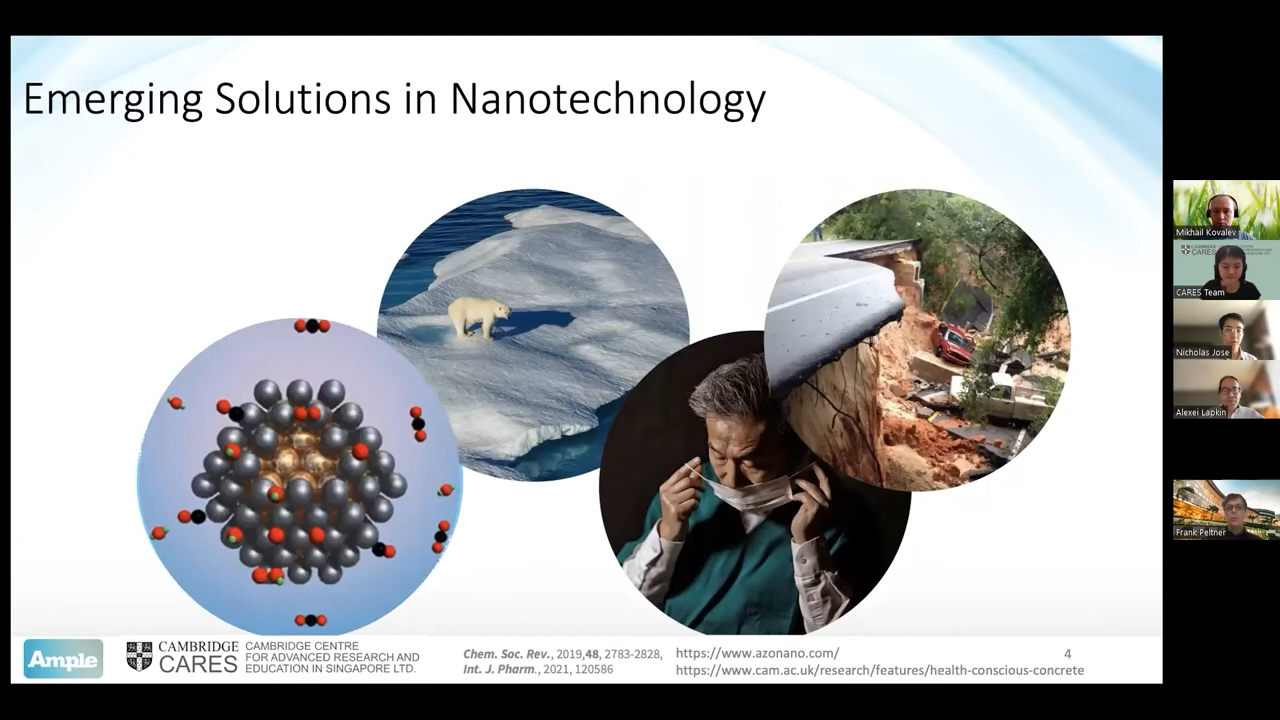 Emerging Solutions in Nanotechnology
Ample
CAMBRIDGE
CARES
CAMBRIDGE CENTRE
FOR ADVANCED RESEARCH AND
EDUCATION IN SINGAPORE LTD.
Chem. Soc. Rev., 2019,48, 2783-2828,
Int. J. Pharm., 2021, 120586
https://www.azonano.com/
https://www.cam.ac.uk/research/features/health-conscious-concrete
4
Mikhail Kovalev
CARES Team
Nicholas Jose
Alexei Lapkin
Frank Peltner